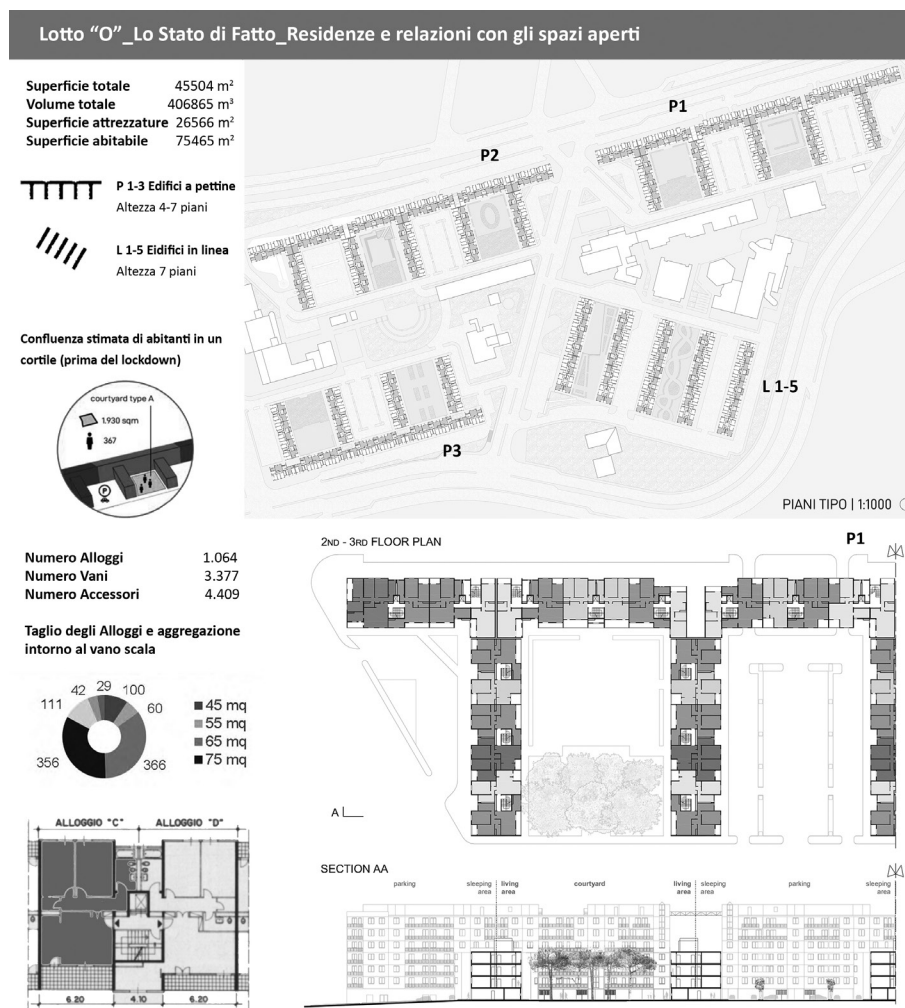 Lotto “O”_Lo Stato di Fatto_Residenze e relazioni con gli spazi aperti
Superficie totale 45504 m²
Volume totale 406865 m³
Superficie attrezzature 26566 m²
Superficie abitabile 75465 m²
P 1-3 Edifici a pettine
Altezza 4-7 piani
L 1-5 Eidifici in linea
Altezza 7 piani
Confluenza stimata di abitanti in un
cortile (prima del lockdown)
courtyard type A
1.930 sqm
367
P
P1
P2
L 1-5
P3
PIANI TIPO | 1:1000
Numero Alloggi 1.064
Numero Vani 3.377
Numero Accessori 4.409
Taglio degli Alloggi e aggregazione
intorno al vano scala
42 29 100
111 60
356 366
45 mq
55 mq
65 mq
75 mq
ALLOGGIO "C" ALLOGGIO "D"
6.20 4.10 6.20
2ND - 3RD FLOOR PLAN
P1
A
SECTION AA
parking sleeping area living area courtyard living area sleeping area parking sleeping area